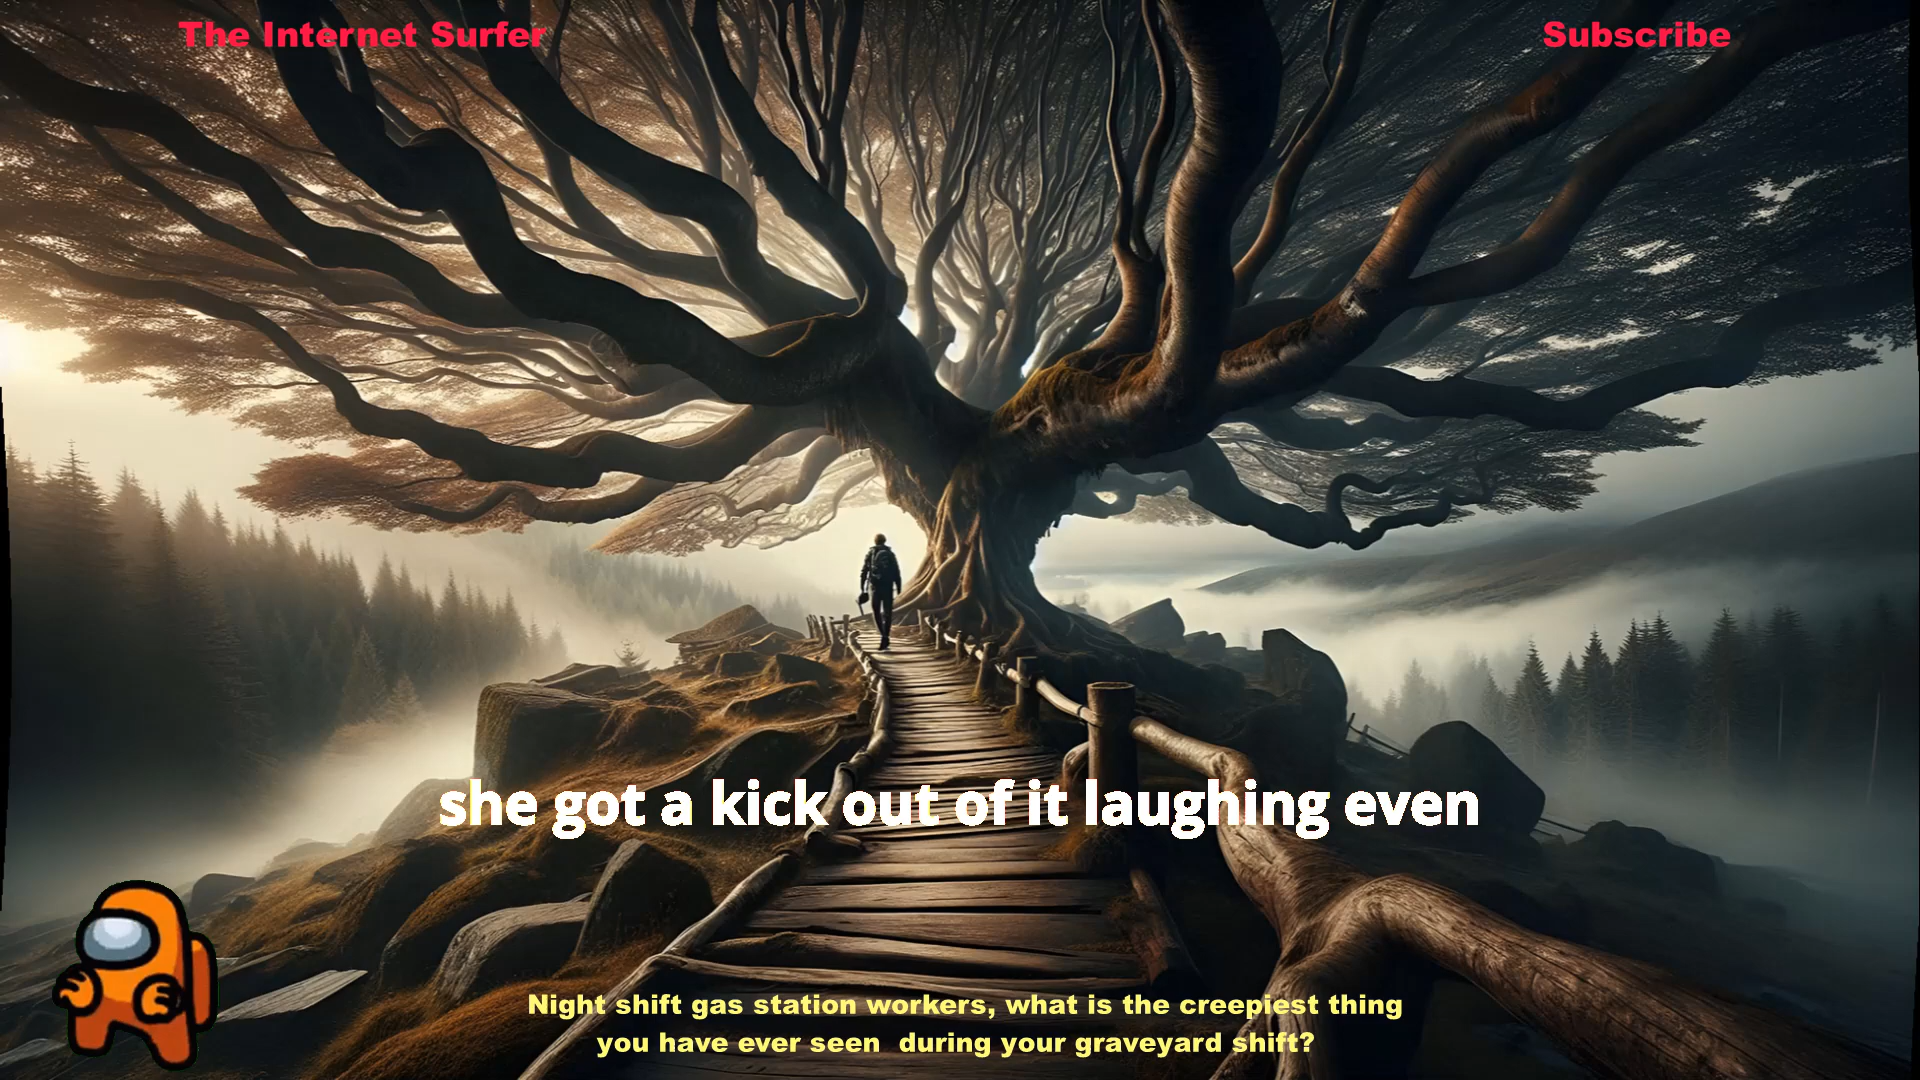 The Internet Surfer
Subscribe
she got a kick out of it laughing even
Night shift gas station workers, what is the creepiest thing
you have ever seen during your graveyard shift?